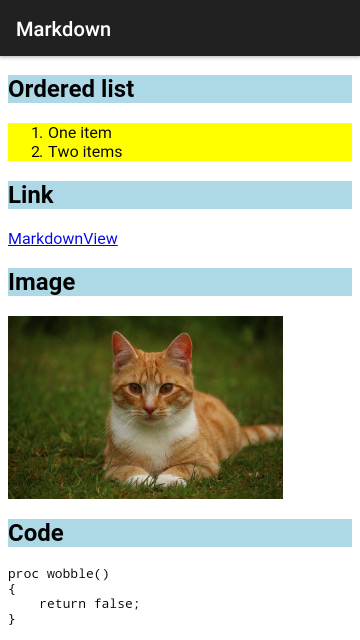 Markdown
Ordered list
1. One item
2. Two items
Link
MarkdownView
Image
Code
proc wobble()
{
    return false;
}